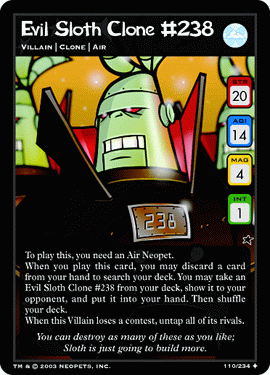 Evil Sloth Clone #238
VILLAIN | CLONE | AIR
STR
20
AGI
14
MAG
4
INT
1
238
To play this, you need an Air Neopet.
When you play this card, you may discard a
card from your hand to search your deck. You may take an
Evil Sloth Clone #238 from your deck, show it to your
opponent, and put it into your hand. Then shuffle
your deck.
When this Villain loses a contest, untap all of its rivals.
You can destroy as many of these as you like;
Sloth is just going to build more.
TM & © 2003 NEOPETS, INC.
110/234